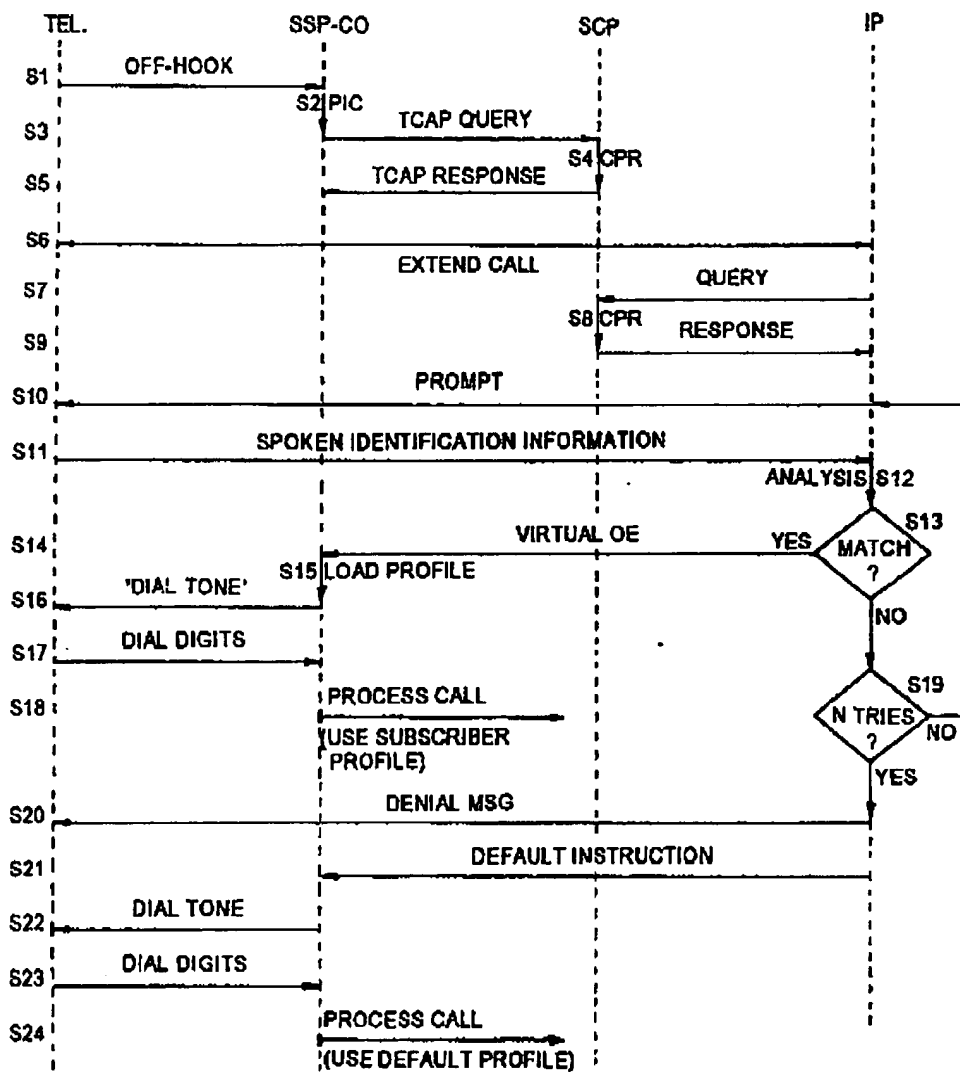 TEL. SSP-CO SCP IP
S1 OFF-HOOK
S2 PIC
S3 TCAP QUERY
S4 CPR
S5 TCAP RESPONSE
S6
EXTEND CALL
S7 QUERY
S8 CPR
S9 RESPONSE
S10 PROMPT
S11 SPOKEN IDENTIFICATION INFORMATION
ANALYSIS S12
S13
S14 VIRTUAL OE YES MATCH
?
S15 LOAD PROFILE
S16 'DIAL TONE'
NO
S17 DIAL DIGITS
S19
S18 PROCESS CALL N TRIES NO
(USE SUBSCRIBER ?
PROFILE)
YES
S20 DENIAL MSG
S21 DEFAULT INSTRUCTION
S22 DIAL TONE
S23 DIAL DIGITS
S24 PROCESS CALL
(USE DEFAULT PROFILE)